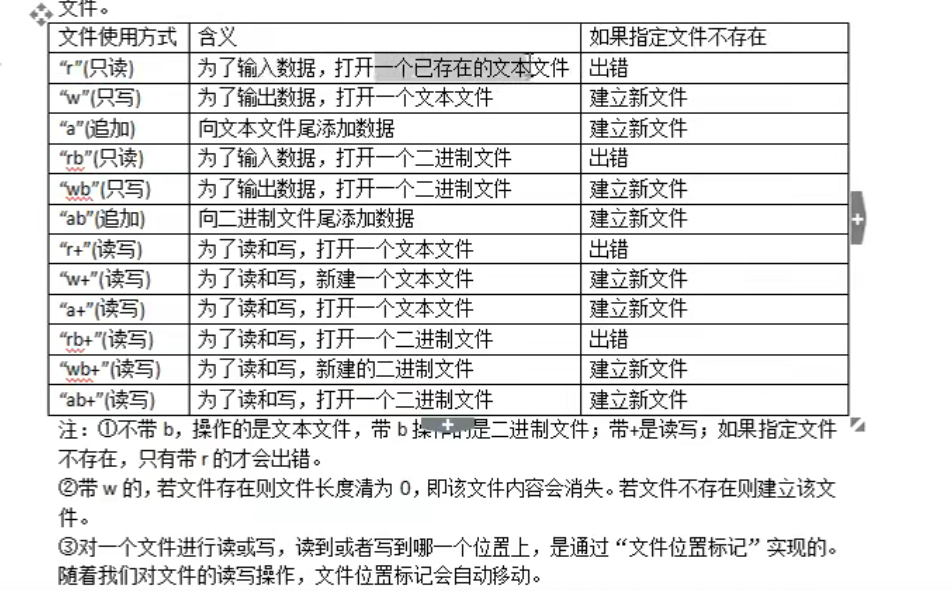 文件。
文件使用方式 含义 如果指定文件不存在
“r”(只读) 为了输入数据，打开一个已存在的文本文件 出错
“w”(只写) 为了输出数据，打开一个文本文件 建立新文件
“a”(追加) 向文本文件尾添加数据 建立新文件
“rb”(只读) 为了输入数据，打开一个二进制文件 出错
“wb”(只写) 为了输出数据，打开一个二进制文件 建立新文件
“ab”(追加) 向二进制文件尾添加数据 建立新文件
“r+”(读写) 为了读和写，打开一个文本文件 出错
“w+”(读写) 为了读和写，新建一个文本文件 建立新文件
“a+”(读写) 为了读和写，打开一个文本文件 建立新文件
“rb+”(读写) 为了读和写，打开一个二进制文件 出错
“wb+”(读写) 为了读和写，新建的二进制文件 建立新文件
“ab+”(读写) 为了读和写，打开一个二进制文件 建立新文件
注：①不带 b，操作的是文本文件，带 b 操作的是二进制文件；带+是读写；如果指定文件
不存在，只有带 r 的才会出错。
②带 w 的，若文件存在则文件长度清为 0，即该文件内容会消失。若文件不存在则建立该文
件。
③对一个文件进行读或写，读到或者写到哪一个位置上，是通过“文件位置标记”实现的。
随着我们对文件的读写操作，文件位置标记会自动移动。